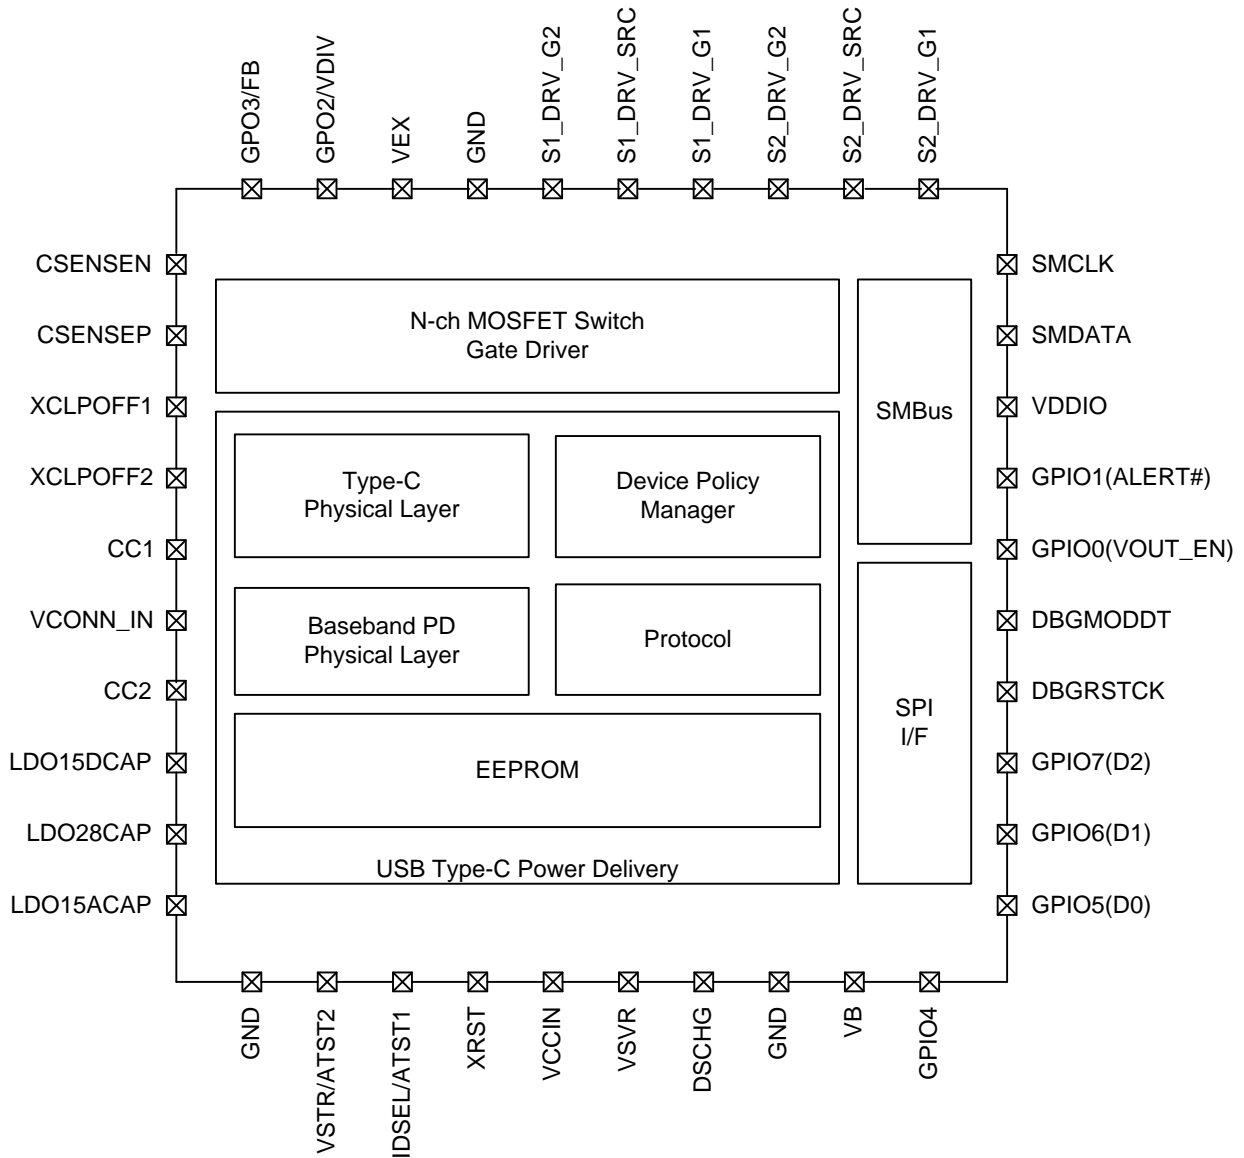 GPO3/FB
GPO2/VDIV
VEX
GND
S1_DRV_G2
S1_DRV_SRC
S1_DRV_G1
S2_DRV_G2
S2_DRV_SRC
S2_DRV_G1
CSENSEN
CSENSEP
XCLPOFF1
XCLPOFF2
CC1
VCONN_IN
CC2
LDO15DCAP
LDO28CAP
LDO15ACAP
N-ch MOSFET Switch
Gate Driver
Type-C
Physical Layer
Device Policy
Manager
Baseband PD
Physical Layer
Protocol
EEPROM
USB Type-C Power Delivery
SMBus
SPI
I/F
SMCLK
SMDATA
VDDIO
GPIO1(ALERT#)
GPIO0(VOUT_EN)
DBGMODDT
DBGRSTCK
GPIO7(D2)
GPIO6(D1)
GPIO5(D0)
GND
VSTR/ATST2
IDSEL/ATST1
XRST
VCCIN
VSVR
DSCHG
GND
VB
GPIO4